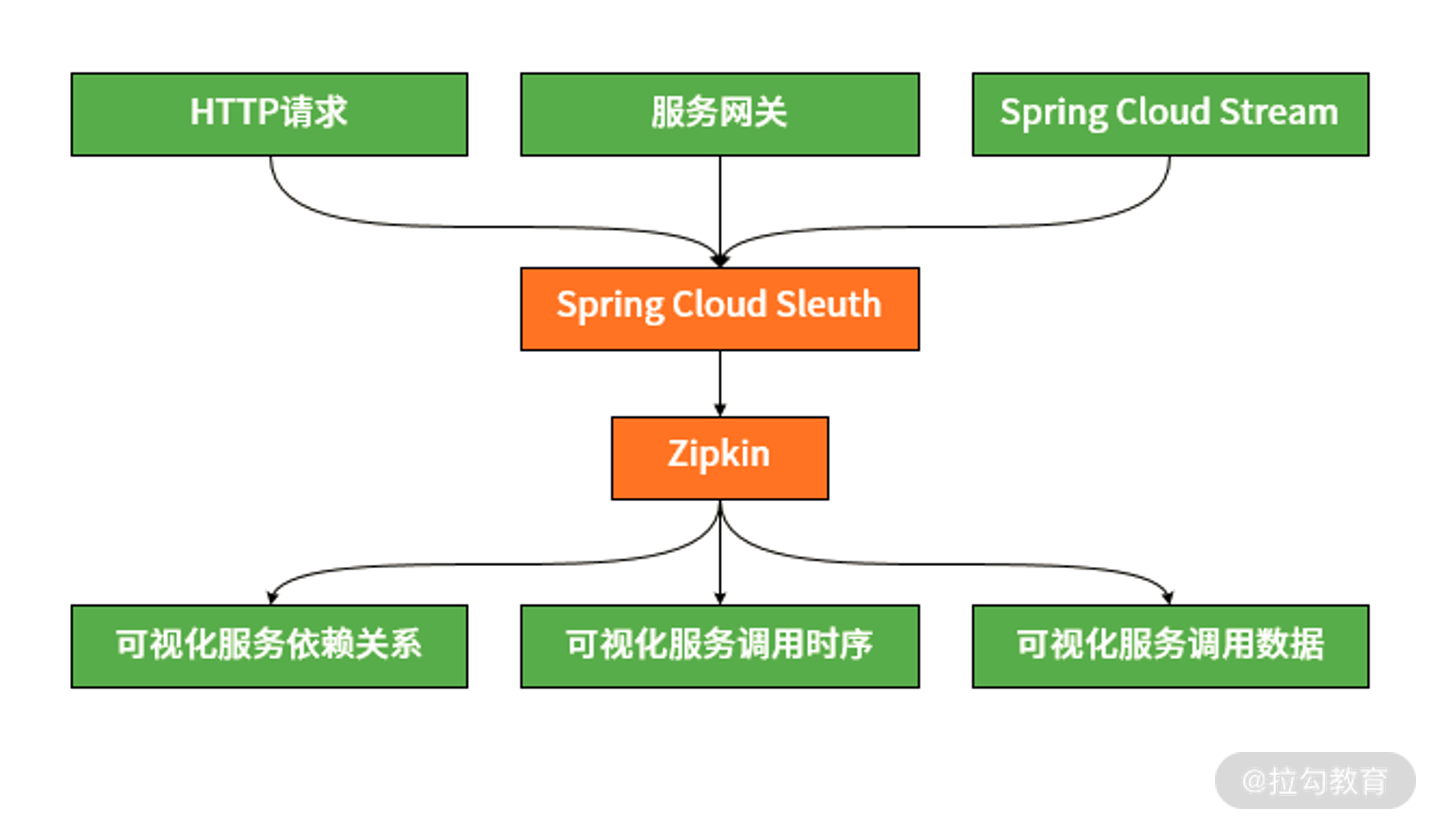 HTTP请求
服务网关
Spring Cloud Stream
Spring Cloud Sleuth
Zipkin
可视化服务依赖关系
可视化服务调用时序
可视化服务调用数据
@拉勾教育